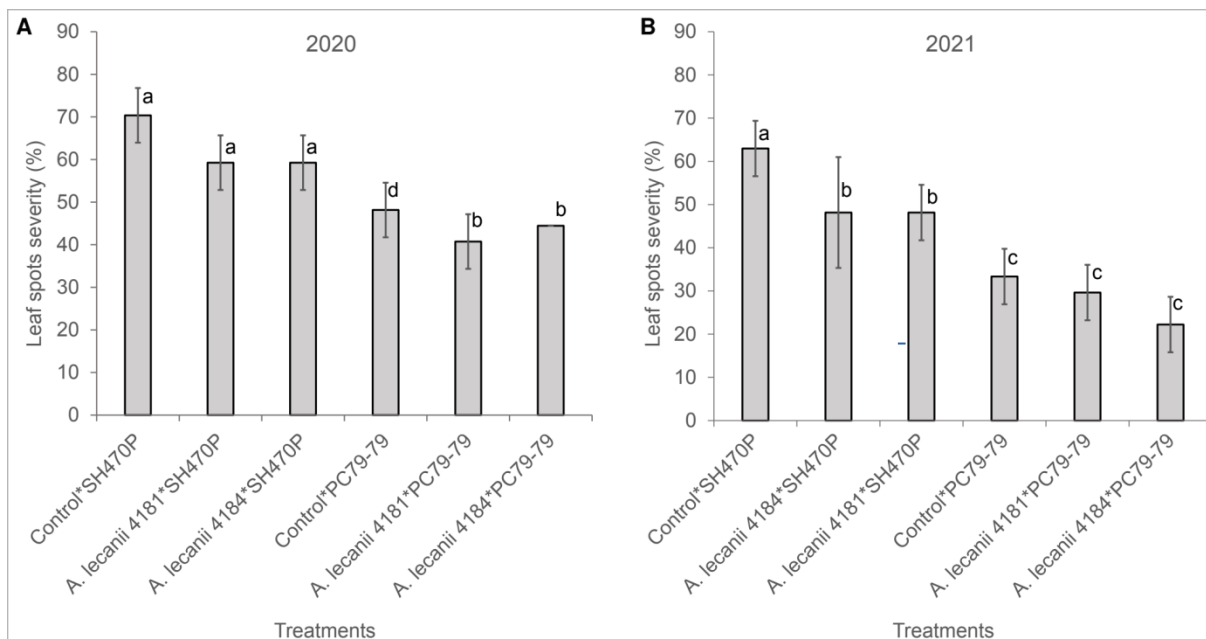 A
2020
Leaf spots severity (%)
90
80
70
60
50
40
30
20
10
0
a
a
a
d
b
b
Control*SH470P
A. lecanii 4181*SH470P
A. lecanii 4184*SH470P
Control*PC79-79
A. lecanii 4181*PC79-79
A. lecanii 4184*PC79-79
Treatments
B
2021
Leaf spots severity (%)
90
80
70
60
50
40
30
20
10
0
a
b
b
c
c
c
Control*SH470P
A. lecanii 4184*SH470P
A. lecanii 4181*SH470P
Control*PC79-79
A. lecanii 4181*PC79-79
A. lecanii 4184*PC79-79
Treatments